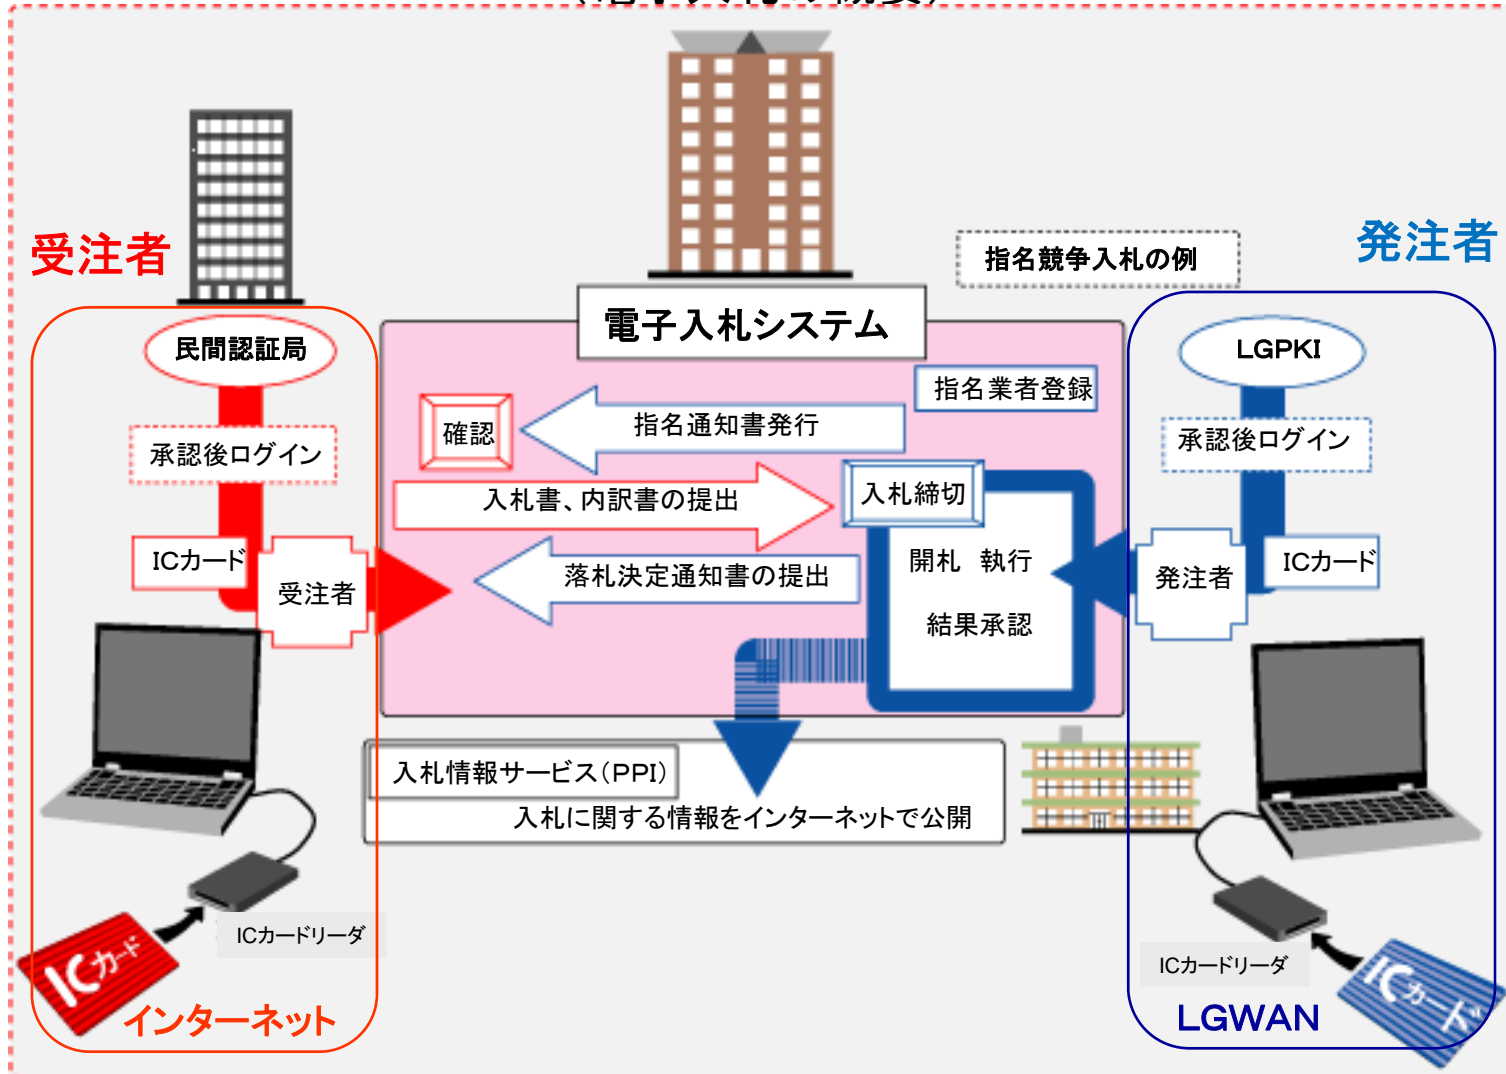 受注者
発注者
指名競争入札の例
電子入札システム
民間認証局
LGPKI
指名業者登録
確認
指名通知書発行
承認後ログイン
承認後ログイン
入札書、内訳書の提出
入札締切
ICカード
受注者
落札決定通知書の提出
開札 執行
結果承認
発注者
ICカード
入札情報サービス(PPI)
入札に関する情報をインターネットで公開
ICカードリーダ
ICカードリーダ
ICカード
ICカード
インターネット
LGWAN